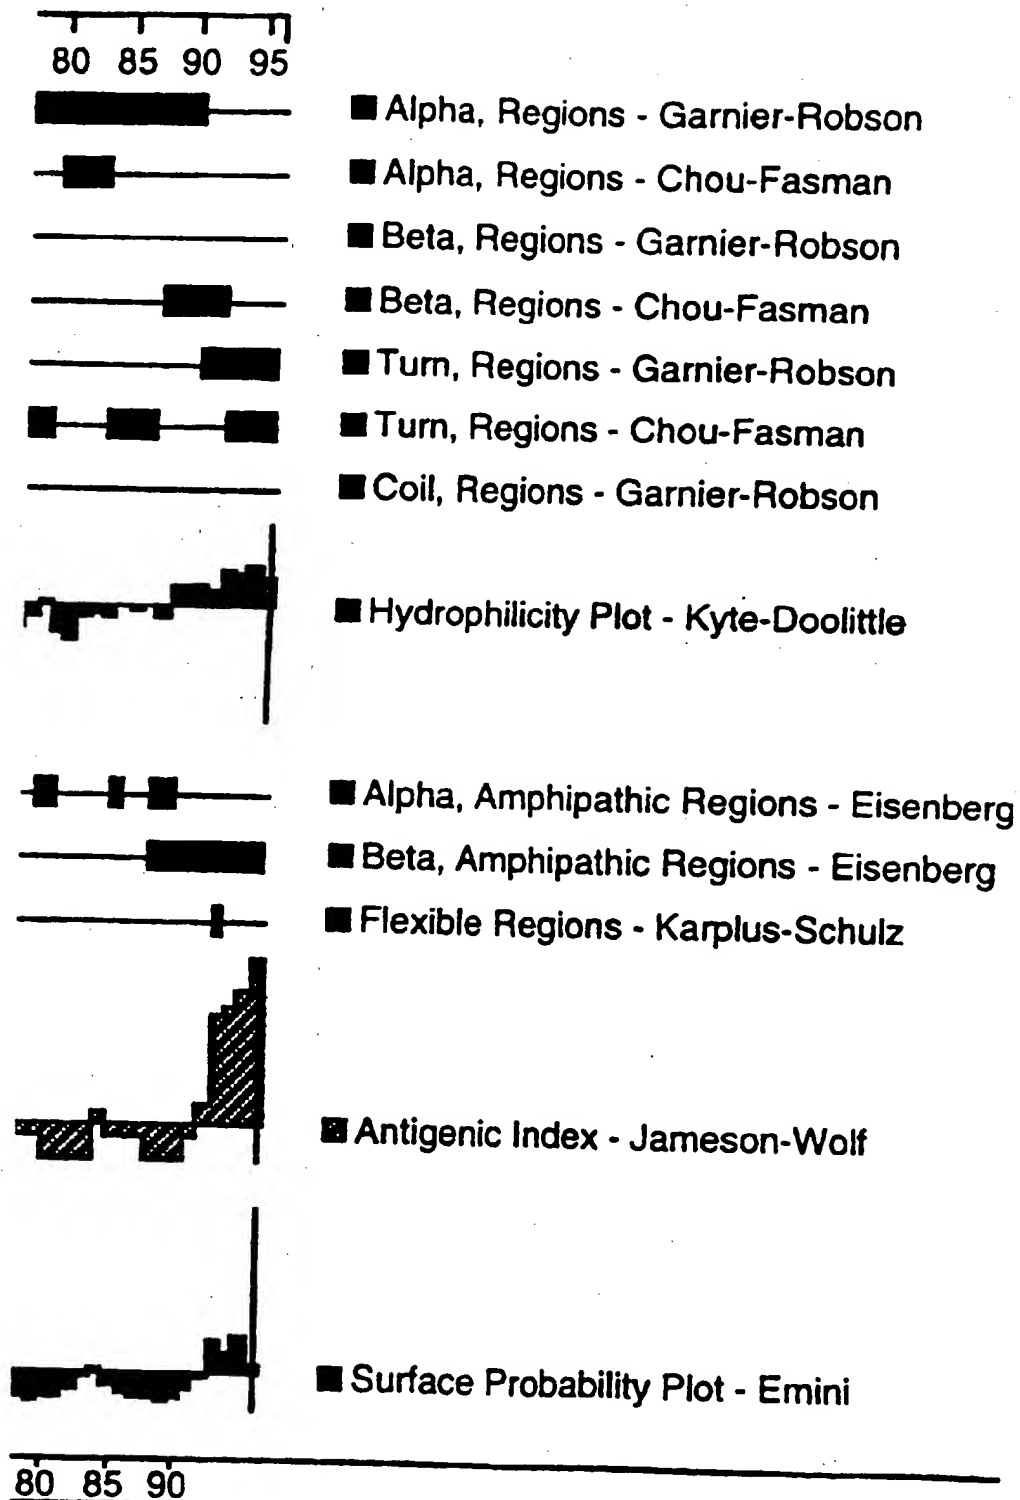 80 85 90 95
Alpha, Regions - Garnier-Robson
Alpha, Regions - Chou-Fasman
Beta, Regions - Garnier-Robson
Beta, Regions - Chou-Fasman
Turn, Regions - Garnier-Robson
Turn, Regions - Chou-Fasman
Coil, Regions - Garnier-Robson
Hydrophilicity Plot - Kyte-Doolittle
Alpha, Amphipathic Regions - Eisenberg
Beta, Amphipathic Regions - Eisenberg
Flexible Regions - Karplus-Schulz
Antigenic Index - Jameson-Wolf
Surface Probability Plot - Emini
80 85 90